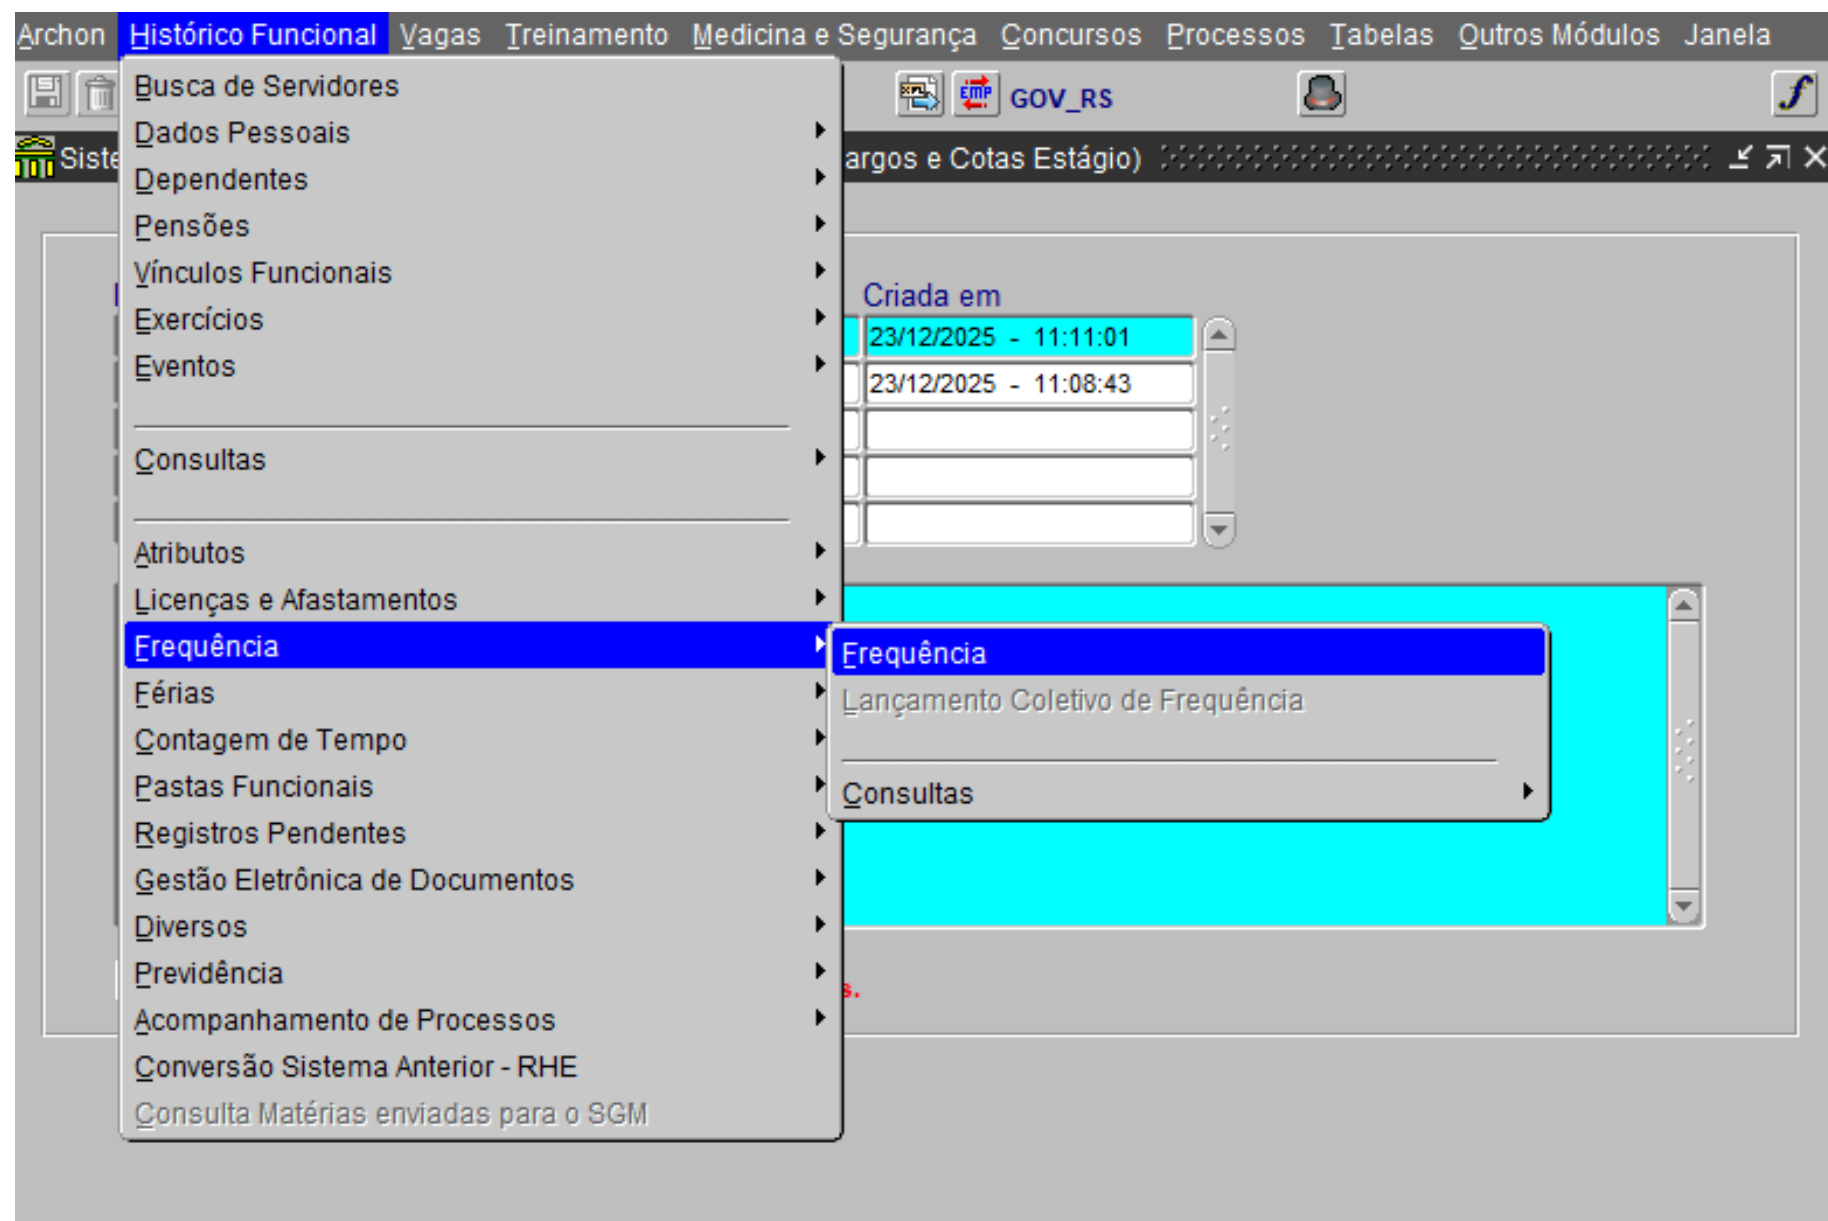 Archon Histórico Funcional Vagas Treinamento Medicina e Segurança Concursos Processos Tabelas Outros Módulos Janela
EMP GOV_RS
Siste
argos e Cotas Estágio)
Busca de Servidores
Dados Pessoais
Dependentes
Pensões
Vínculos Funcionais
Exercícios
Eventos
Consultas
Atributos
Licenças e Afastamentos
Frequência
Férias
Contagem de Tempo
Pastas Funcionais
Registros Pendentes
Gestão Eletrônica de Documentos
Diversos
Previdência
Acompanhamento de Processos
Conversão Sistema Anterior - RHE
Consulta Matérias enviadas para o SGM
Criada em
23/12/2025 - 11:11:01
23/12/2025 - 11:08:43
Frequência
Lançamento Coletivo de Frequência
Consultas
s.